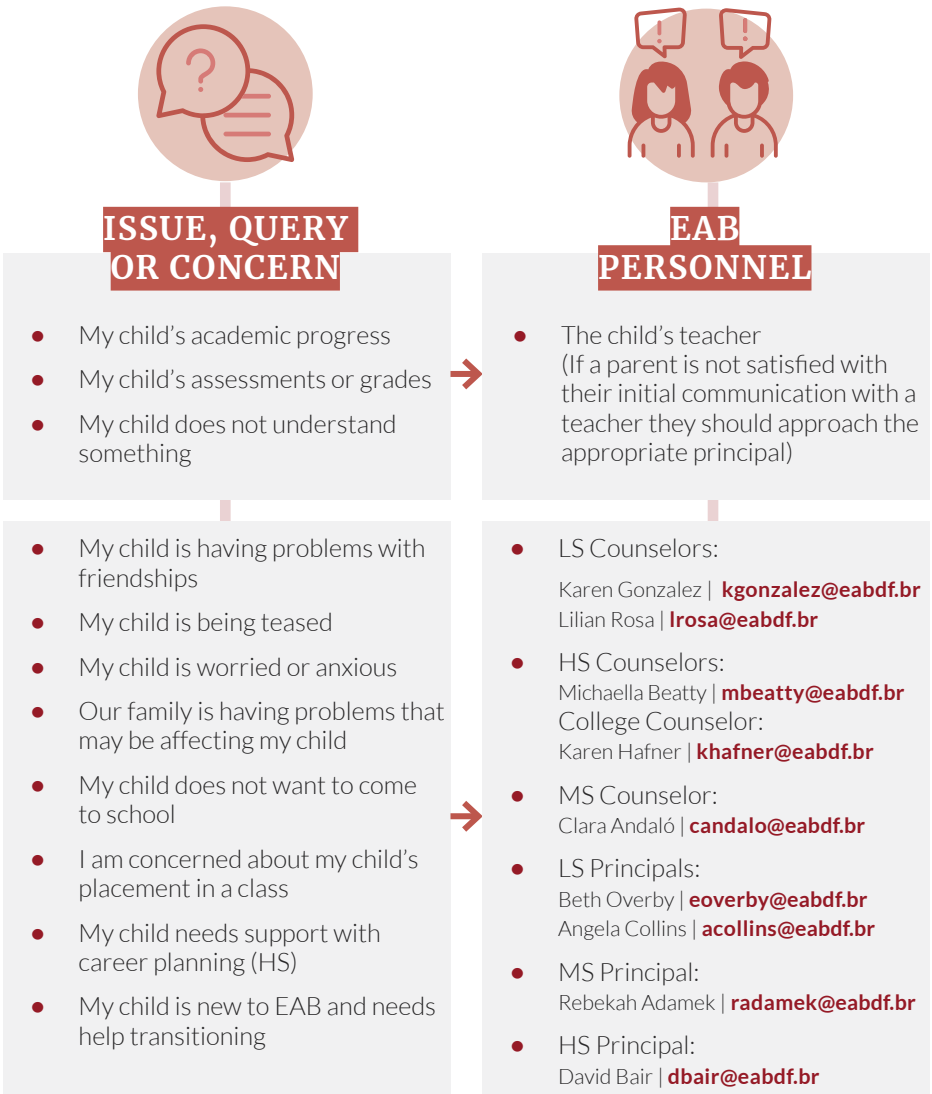 ISSUE, QUERY
OR CONCERN
• My child’s academic progress
• My child’s assessments or grades
• My child does not understand
something
EAB
PERSONNEL
• The child’s teacher
(If a parent is not satisfied with
their initial communication with a
teacher they should approach the
appropriate principal)
• My child is having problems with
friendships
• My child is being teased
• My child is worried or anxious
• Our family is having problems that
may be affecting my child
• My child does not want to come
to school
• I am concerned about my child’s
placement in a class
• My child needs support with
career planning (HS)
• My child is new to EAB and needs
help transitioning
• LS Counselors:
Karen Gonzalez | kgonzalez@eabdf.br
Lilian Rosa | lrosa@eabdf.br
• HS Counselors:
Michaella Beatty | mbeatty@eabdf.br
College Counselor:
Karen Hafner | khafner@eabdf.br
• MS Counselor:
Clara Andaló | candalo@eabdf.br
• LS Principals:
Beth Overby | eoverby@eabdf.br
Angela Collins | acollins@eabdf.br
• MS Principal:
Rebekah Adamek | radamek@eabdf.br
• HS Principal:
David Bair | dbair@eabdf.br